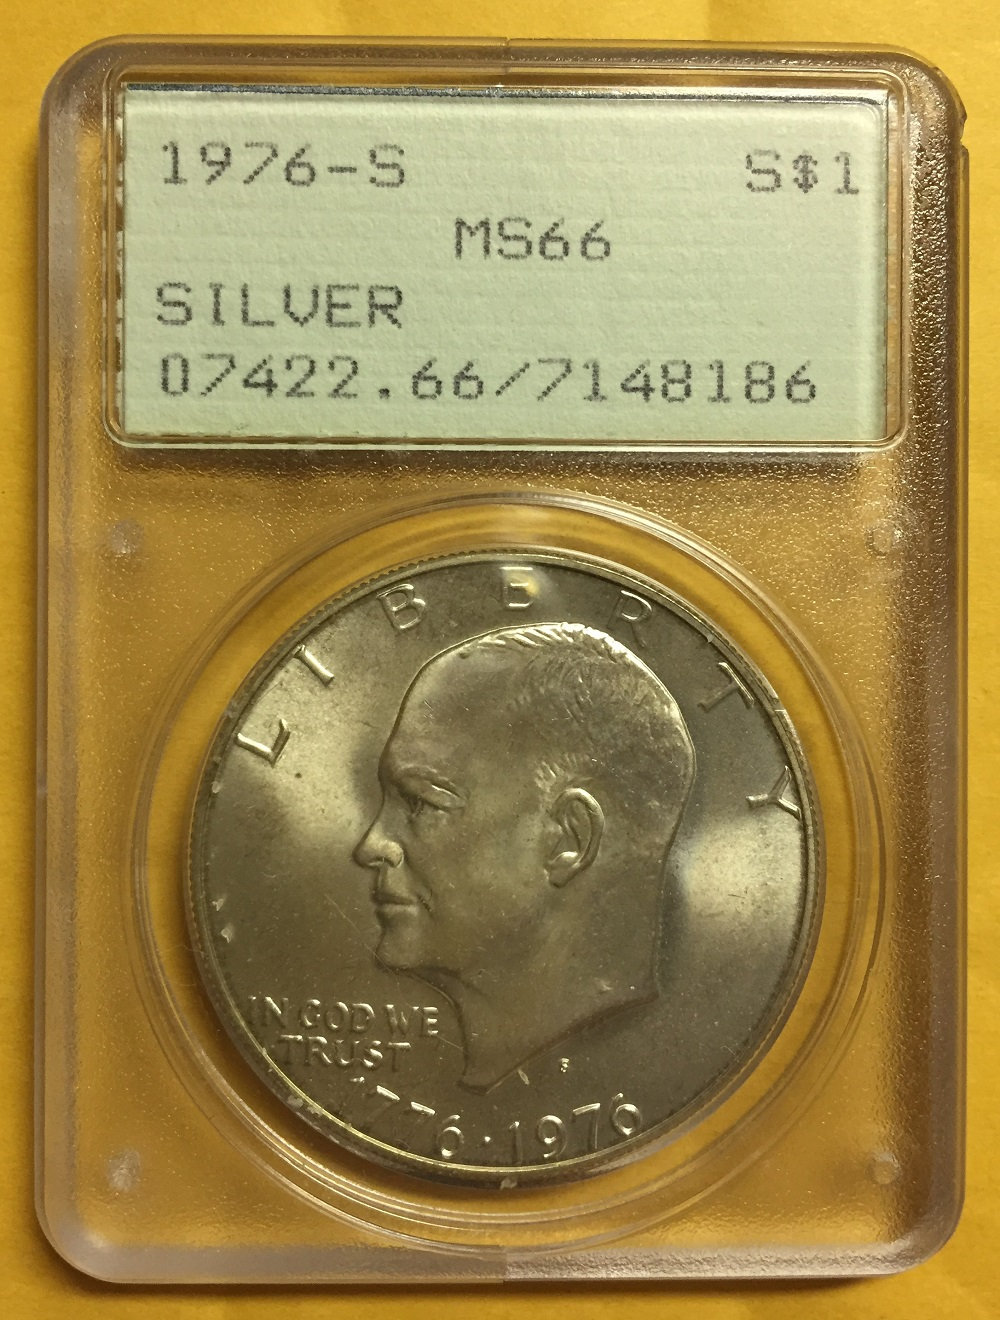 1976-S S$1
MS66
SILVER
07422.66/7148186
LIBERTY
IN GOD WE
TRUST
S
1776·1976